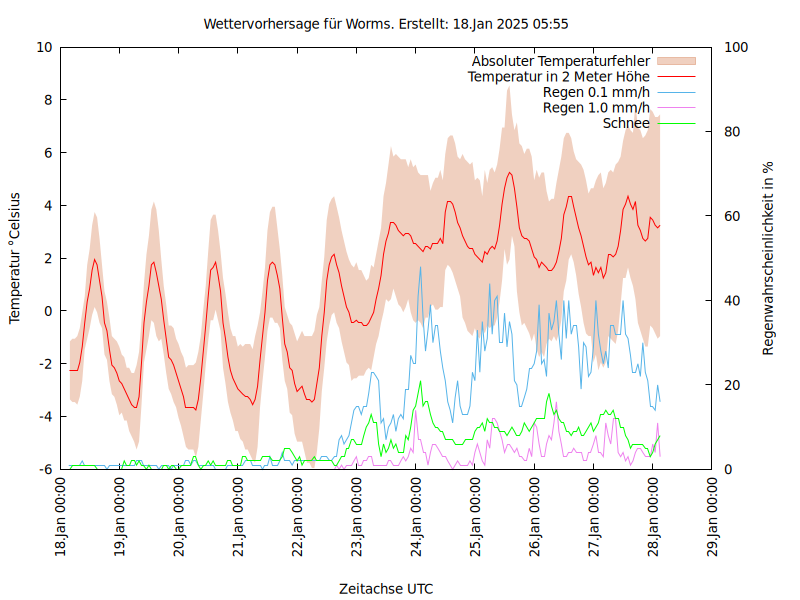 Wettervorhersage für Worms. Erstellt: 18.Jan 2025 05:55
Absoluter Temperaturfehler
Temperatur in 2 Meter Höhe
Regen 0.1 mm/h
Regen 1.0 mm/h
Schnee
Temperatur °Celsius
10
8
6
4
2
0
-2
-4
-6
100
80
60
40
20
0
Regenwahrscheinlichkeit in %
18.Jan 00:00
19.Jan 00:00
20.Jan 00:00
21.Jan 00:00
22.Jan 00:00
23.Jan 00:00
24.Jan 00:00
25.Jan 00:00
26.Jan 00:00
27.Jan 00:00
28.Jan 00:00
29.Jan 00:00
Zeitachse UTC